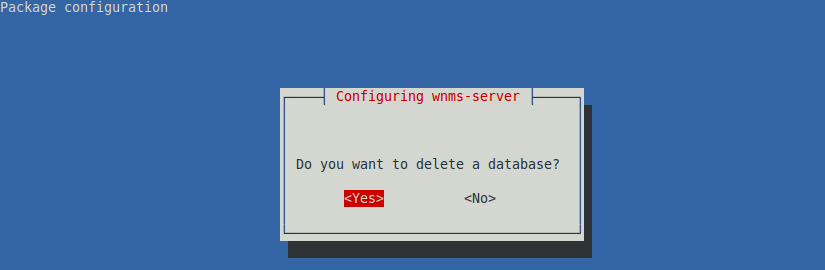 Package configuration
Configuring wnms-server
Do you want to delete a database?
<Yes> <No>